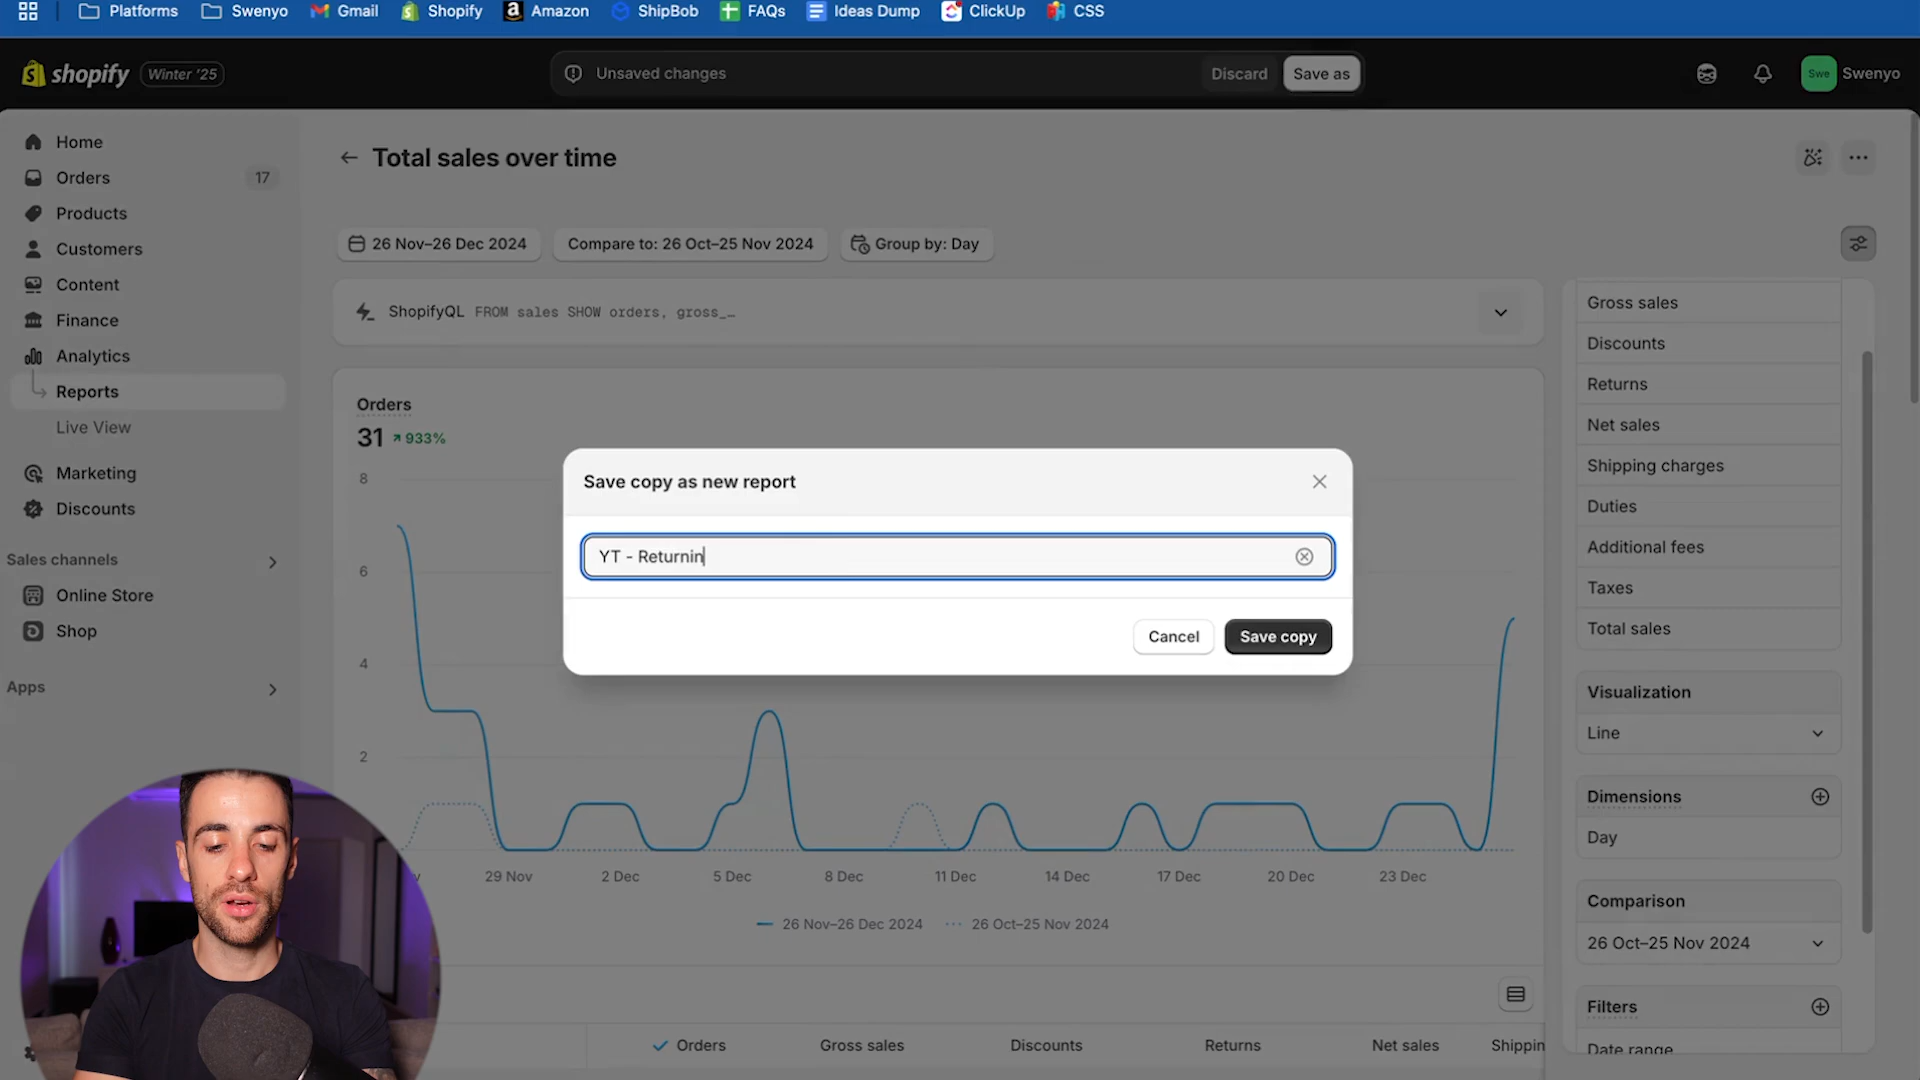 Platforms
Swenyo
Gmail
Shopify
Amazon
ShipBob
FAQs
Ideas Dump
ClickUp
CSS
shopify
Winter '25
Unsaved changes
Discard
Save as
Swe
Swenyo
Home
Orders
17
Products
Customers
Content
Finance
Analytics
Reports
Live View
Marketing
Discounts
Sales channels
Online Store
Shop
Apps
Total sales over time
26 Nov–26 Dec 2024
Compare to: 26 Oct–25 Nov 2024
Group by: Day
ShopifyQL
FROM sales SHOW orders, gross_…
Orders
31
933%
8
6
4
2
29 Nov
2 Dec
5 Dec
8 Dec
11 Dec
14 Dec
17 Dec
20 Dec
23 Dec
26 Nov–26 Dec 2024
26 Oct–25 Nov 2024
Orders
Gross sales
Discounts
Returns
Net sales
Shippin
Save copy as new report
YT - Returnin
Cancel
Save copy
Gross sales
Discounts
Returns
Net sales
Shipping charges
Duties
Additional fees
Taxes
Total sales
Visualization
Line
Dimensions
Day
Comparison
26 Oct–25 Nov 2024
Filters
Date range